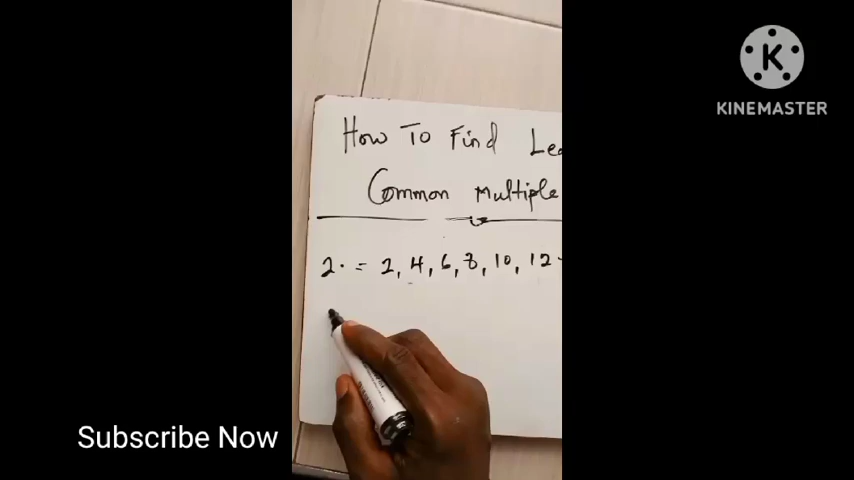 How To Find
Common Multiple
2. = 2, 4, 6, 8, 10, 12
KINEMASTER
Subscribe Now